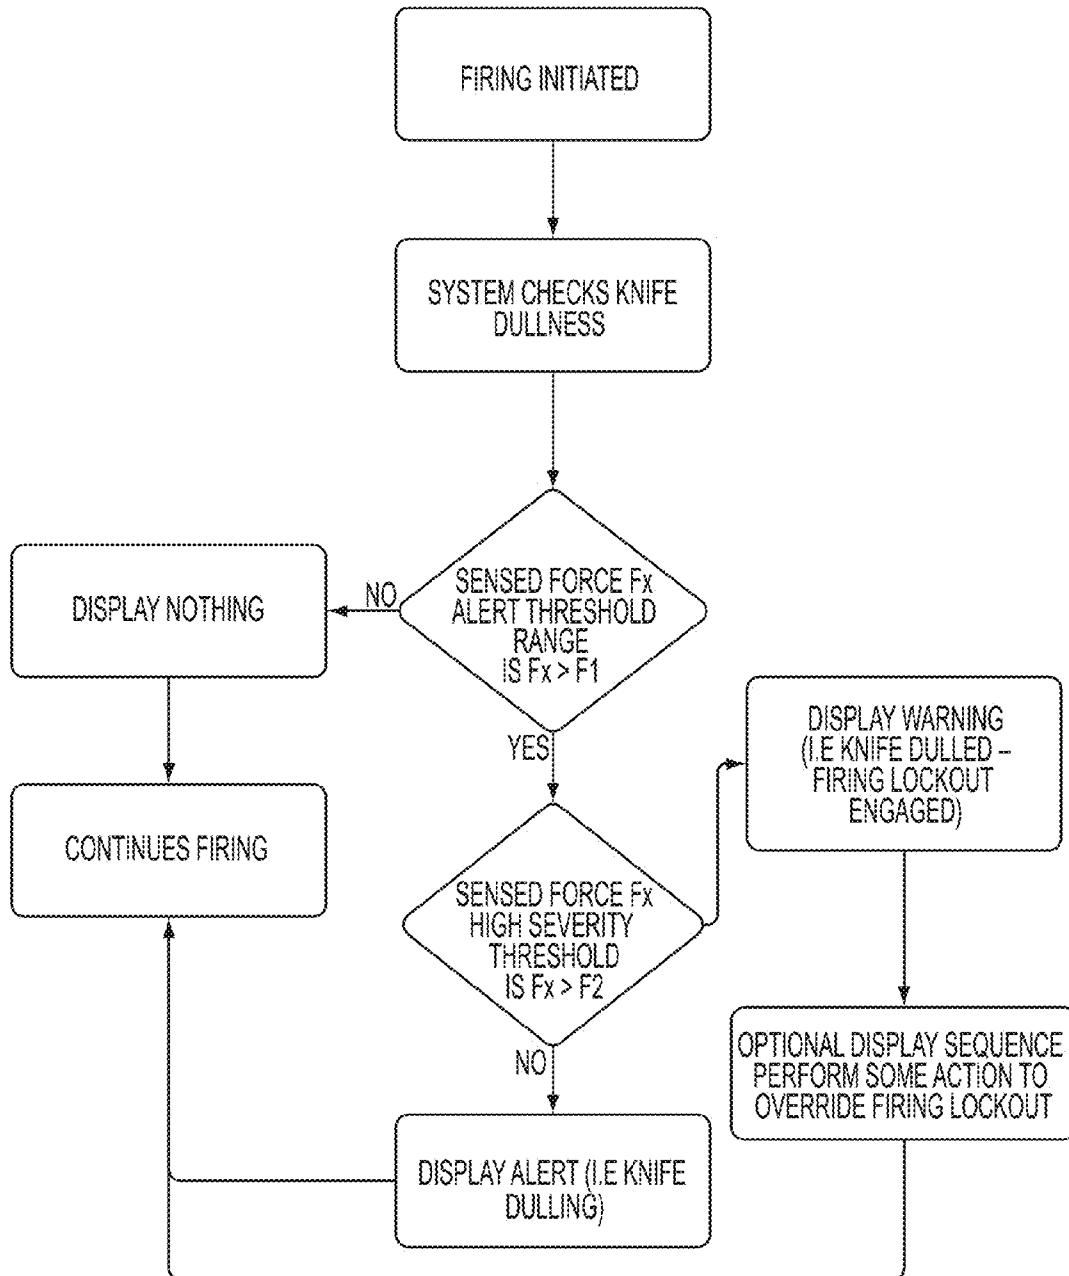 FIRING INITIATED
SYSTEM CHECKS KNIFE
DULLNESS
SENSED FORCE Fx
ALERT THRESHOLD
RANGE
IS Fx > F1
NO
DISPLAY NOTHING
YES
CONTINUES FIRING
SENSED FORCE Fx
HIGH SEVERITY
THRESHOLD
IS Fx > F2
DISPLAY WARNING
(I.E KNIFE DULLED –
FIRING LOCKOUT
ENGAGED)
OPTIONAL DISPLAY SEQUENCE
PERFORM SOME ACTION TO
OVERRIDE FIRING LOCKOUT
NO
DISPLAY ALERT (I.E KNIFE
DULLING)